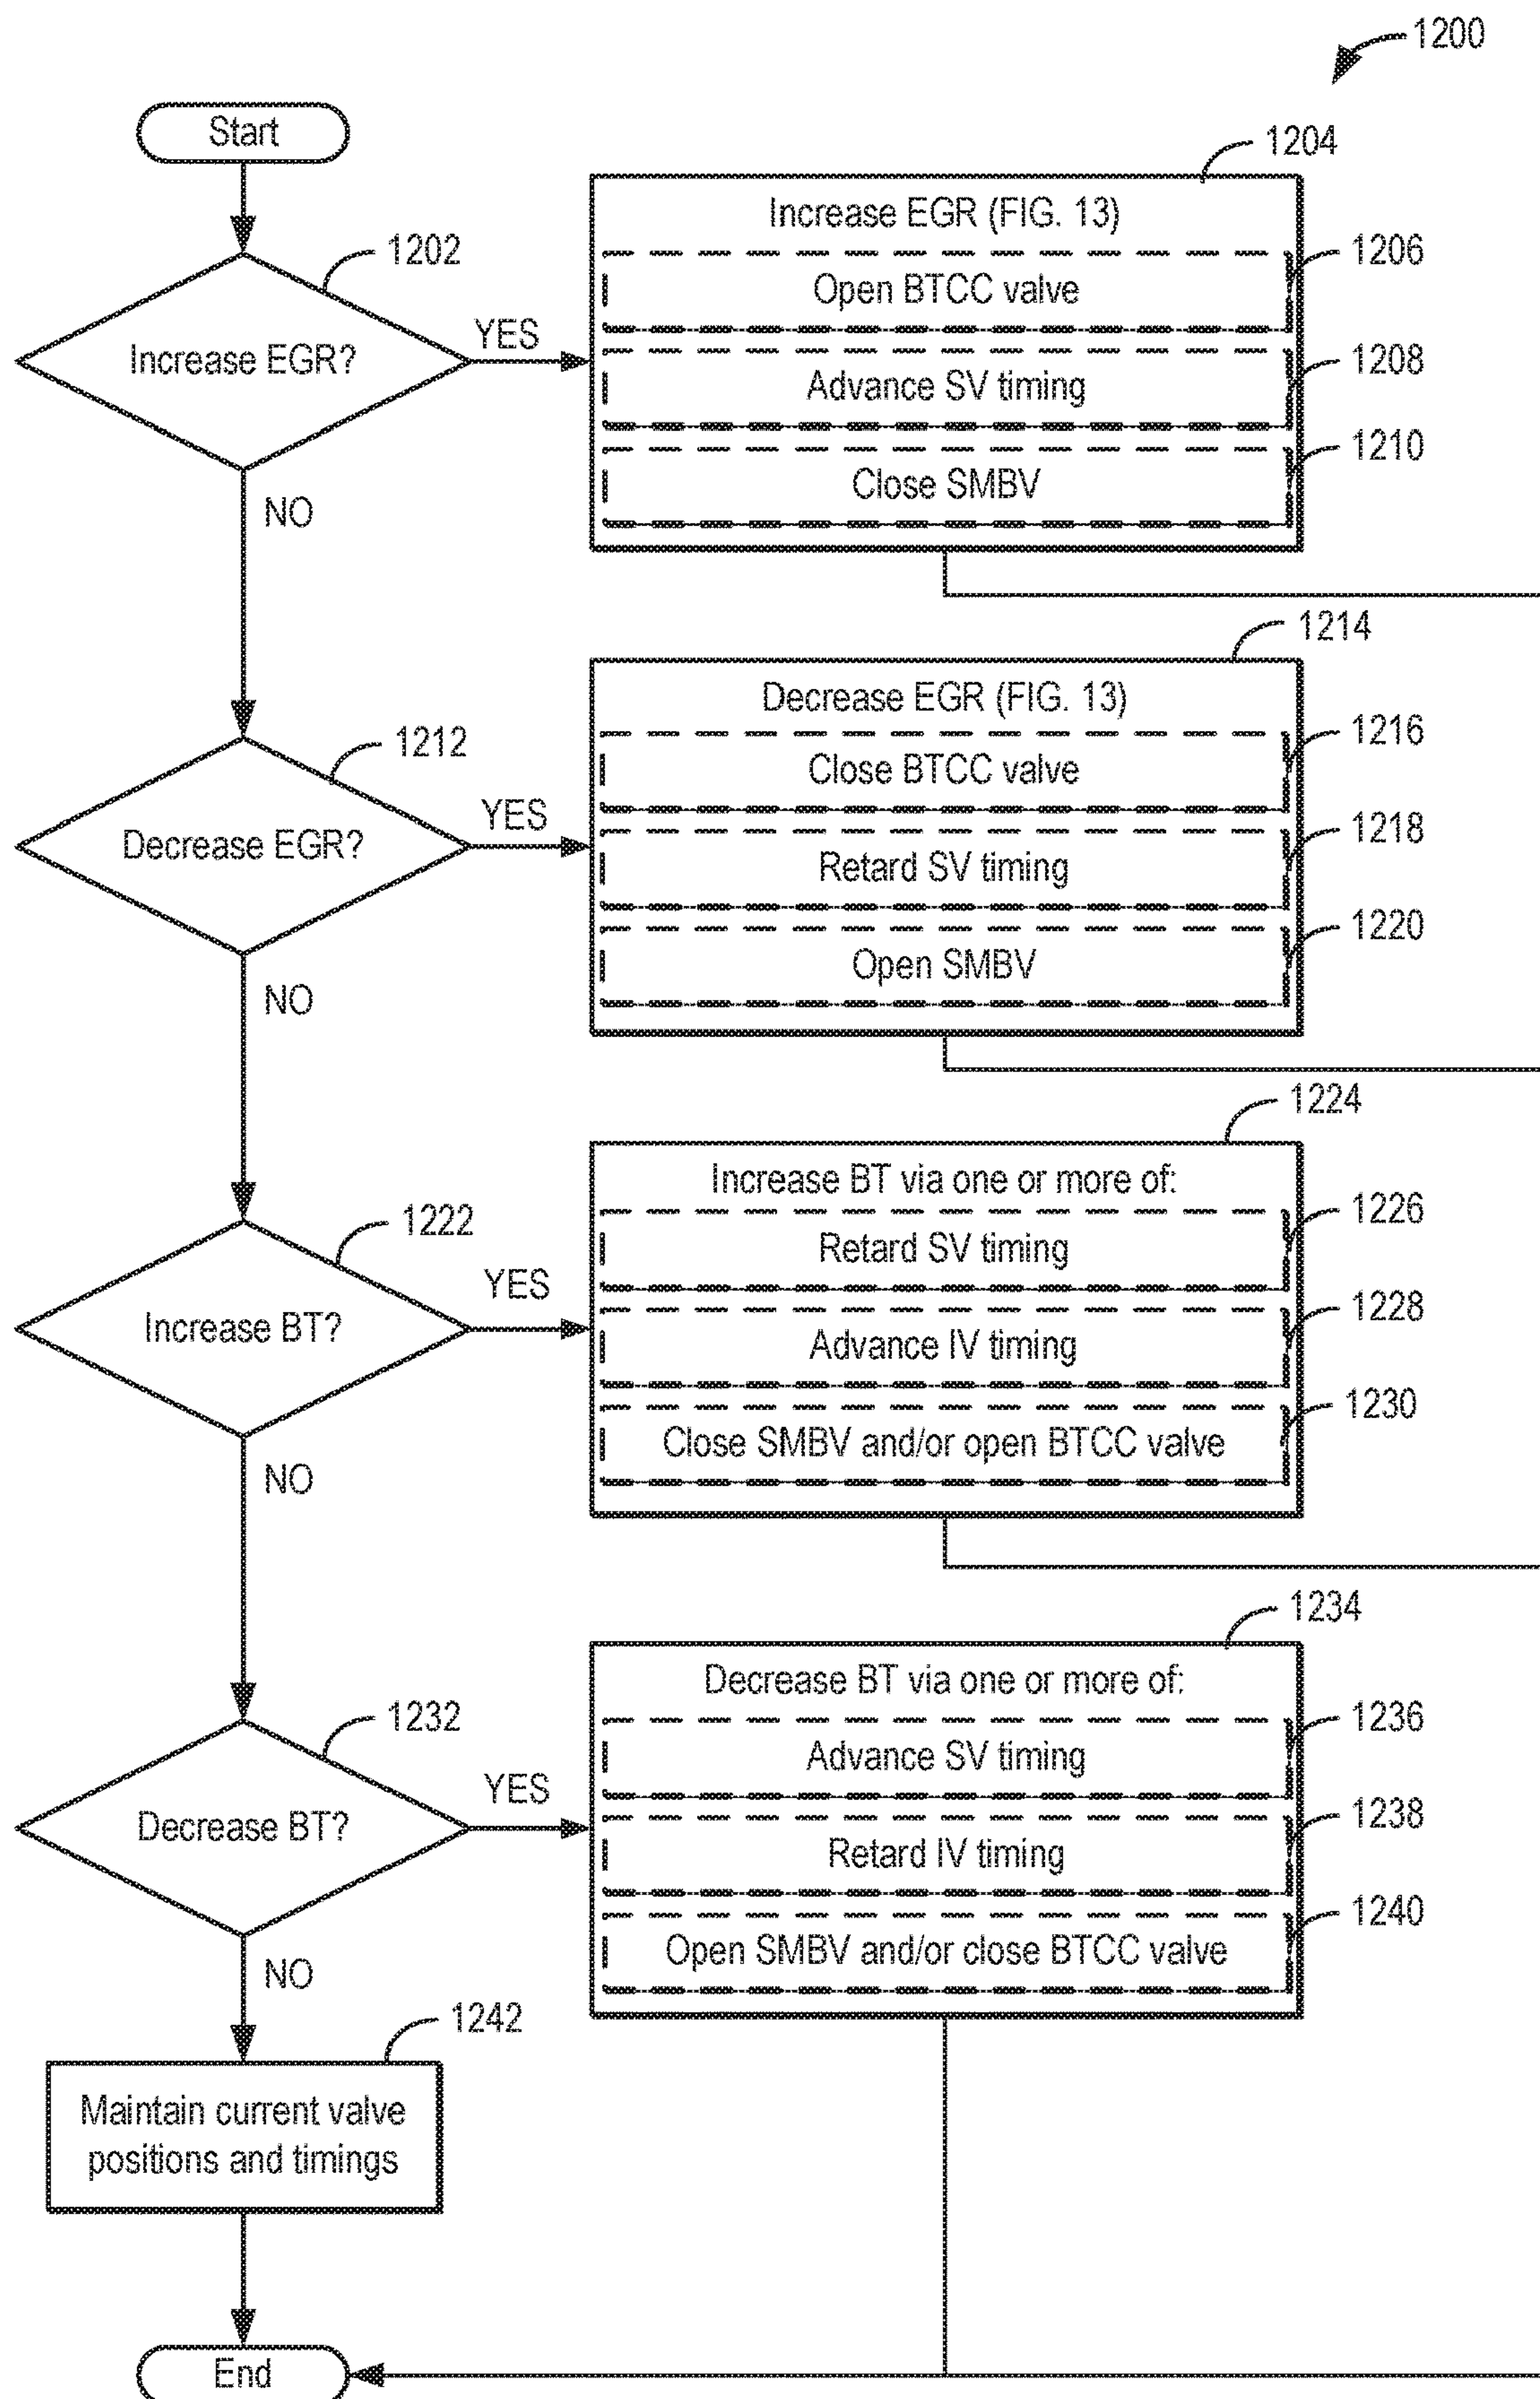 1200
Start
1204
Increase EGR (FIG. 13)
1202
1206
Open BTCC valve
YES
1208
Increase EGR?
Advance SV timing
1210
Close SMBV
NO
1214
Decrease EGR (FIG. 13)
1212
1216
Close BTCC valve
YES
1218
Decrease EGR?
Retard SV timing
1220
Open SMBV
NO
1224
Increase BT via one or more of:
1222
1226
Retard SV timing
YES
1228
Increase BT?
Advance IV timing
1230
Close SMBV and/or open BTCC valve
NO
1234
Decrease BT via one or more of:
1232
1236
Advance SV timing
YES
1238
Decrease BT?
Retard IV timing
1240
Open SMBV and/or close BTCC valve
NO
1242
Maintain current valve
positions and timings
End